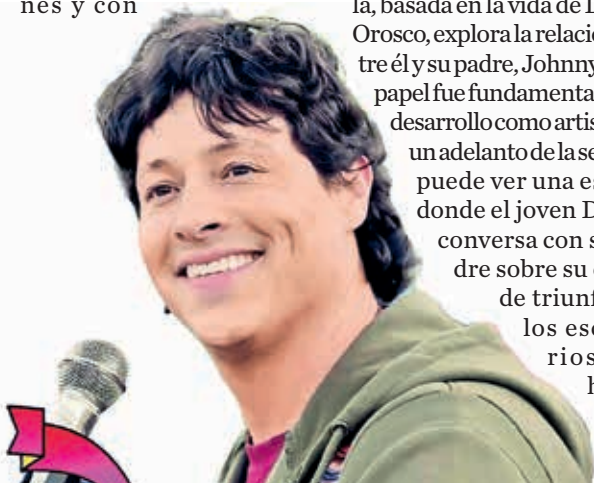 nes y con
la, basada en la vida de
Orosco, explora la relació
tre él y su padre, Johnny
papel fue fundamenta
desarrollo como artis
un adelanto de la se
puede ver una es
donde el joven D
conversa con s
dre sobre su
de triunf
los esc
rios
h